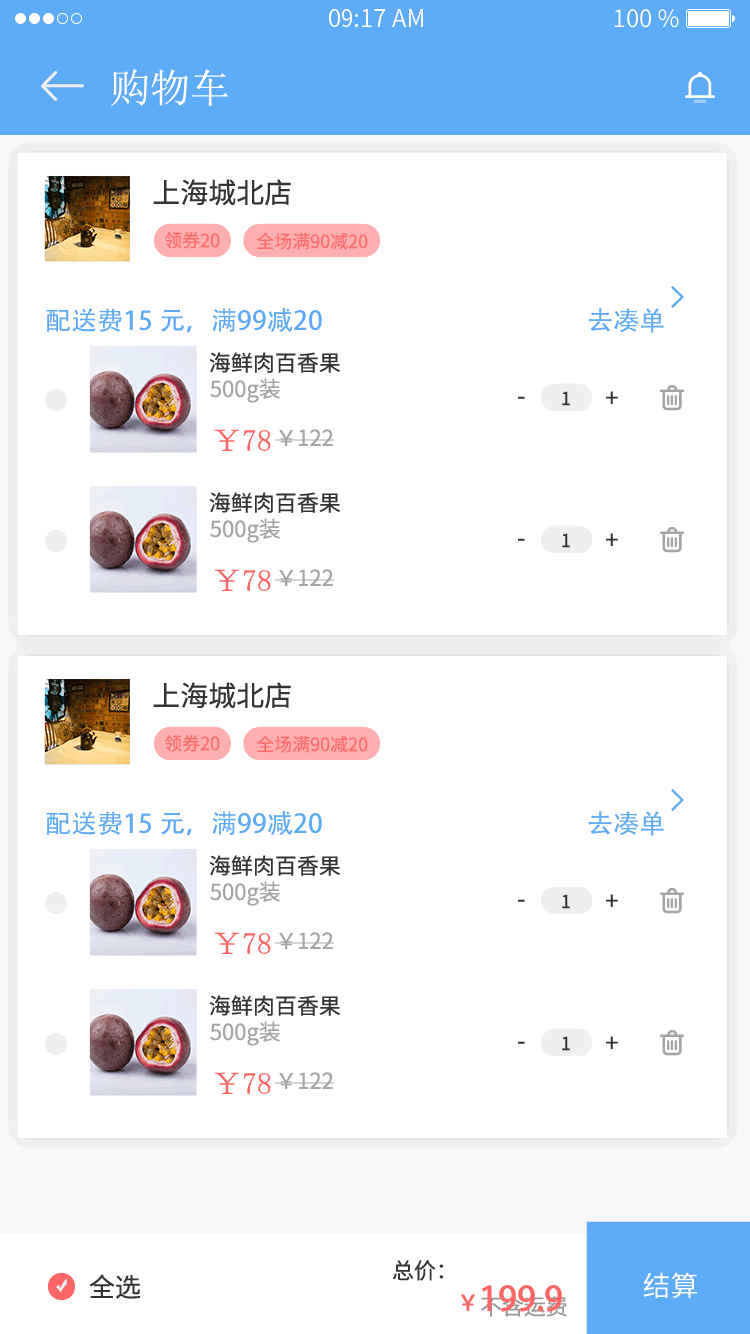 09:17 AM 100 %
购物车
上海城北店
领券20 全场满90减20
配送费15 元， 满99减20 去凑单
海鲜肉百香果
500g装
- 1 +
￥78 ￥122
海鲜肉百香果
500g装
- 1 +
￥78 ￥122
上海城北店
领券20 全场满90减20
配送费15 元， 满99减20 去凑单
海鲜肉百香果
500g装
- 1 +
￥78 ￥122
海鲜肉百香果
500g装
- 1 +
￥78 ￥122
总价：
全选 结算
￥199.9
不含运费